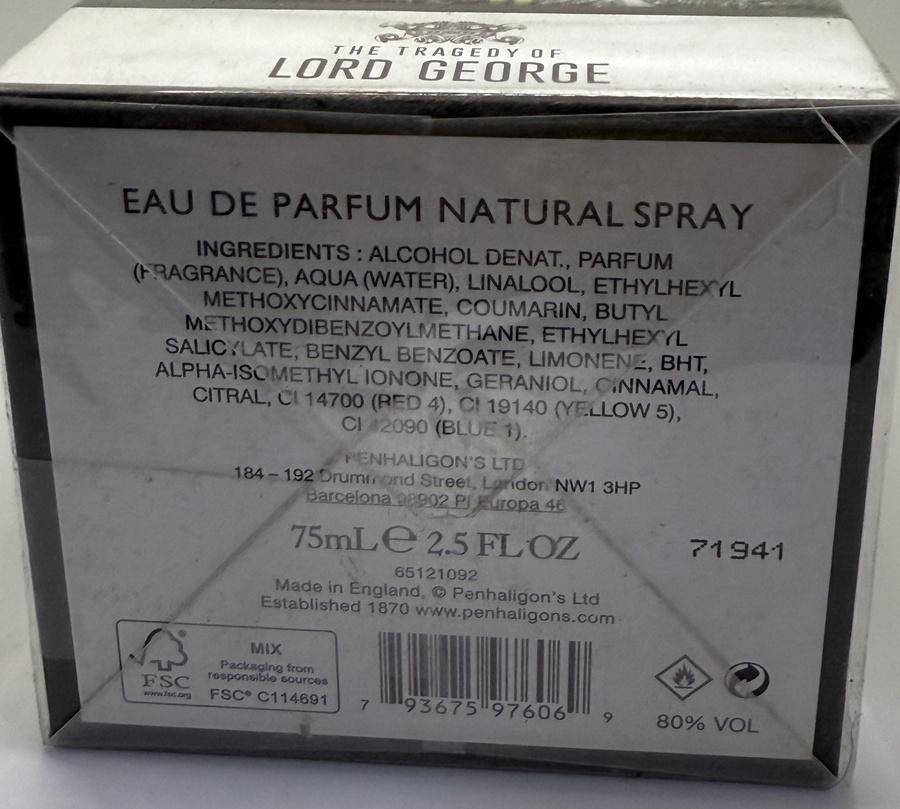 THE TRAGEDY OF
LORD GEORGE
EAU DE PARFUM NATURAL SPRAY
INGREDIENTS : ALCOHOL DENAT., PARFUM
(FRAGRANCE), AQUA (WATER), LINALOOL, ETHYLHEXYL
METHOXYCINNAMATE, COUMARIN, BUTYL
METHOXYDIBENZOYLMETHANE, ETHYLHEXYL
SALICYLATE, BENZYL BENZOATE, LIMONENE, BHT,
ALPHA-ISOMETHYL IONONE, GERANIOL, CINNAMAL,
CITRAL, CI 14700 (RED 4), CI 19140 (YELLOW 5),
CI 42090 (BLUE 1).
PENHALIGON'S LTD
184 – 192 Drummond Street, London NW1 3HP
Barcelona 08902 Pl Europa 46
75mL e 2.5 FL OZ
71941
65121092
Made in England, © Penhaligon's Ltd
Established 1870 www.penhaligons.com
FSC
www.fsc.org
MIX
Packaging from
responsible sources
FSC® C114691
7 93675 97606 9
80% VOL